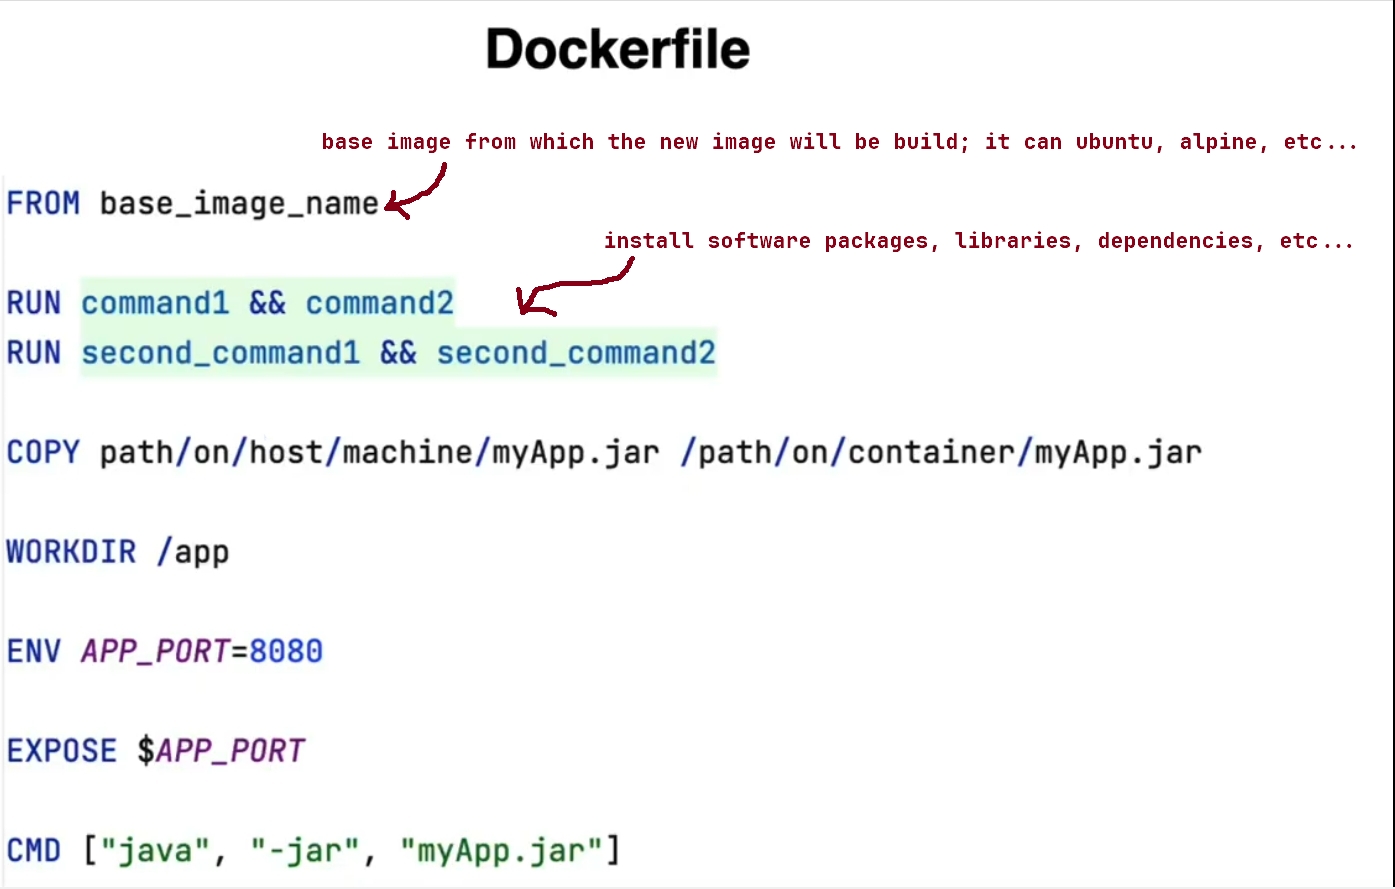 Dockerfile
base image from which the new image will be build; it can ubuntu, alpine, etc...
FROM base_image_name
install software packages, libraries, dependencies, etc...
RUN command1 && command2
RUN second_command1 && second_command2
COPY path/on/host/machine/myApp.jar /path/on/container/myApp.jar
WORKDIR /app
ENV APP_PORT=8080
EXPOSE $APP_PORT
CMD ["java", "-jar", "myApp.jar"]